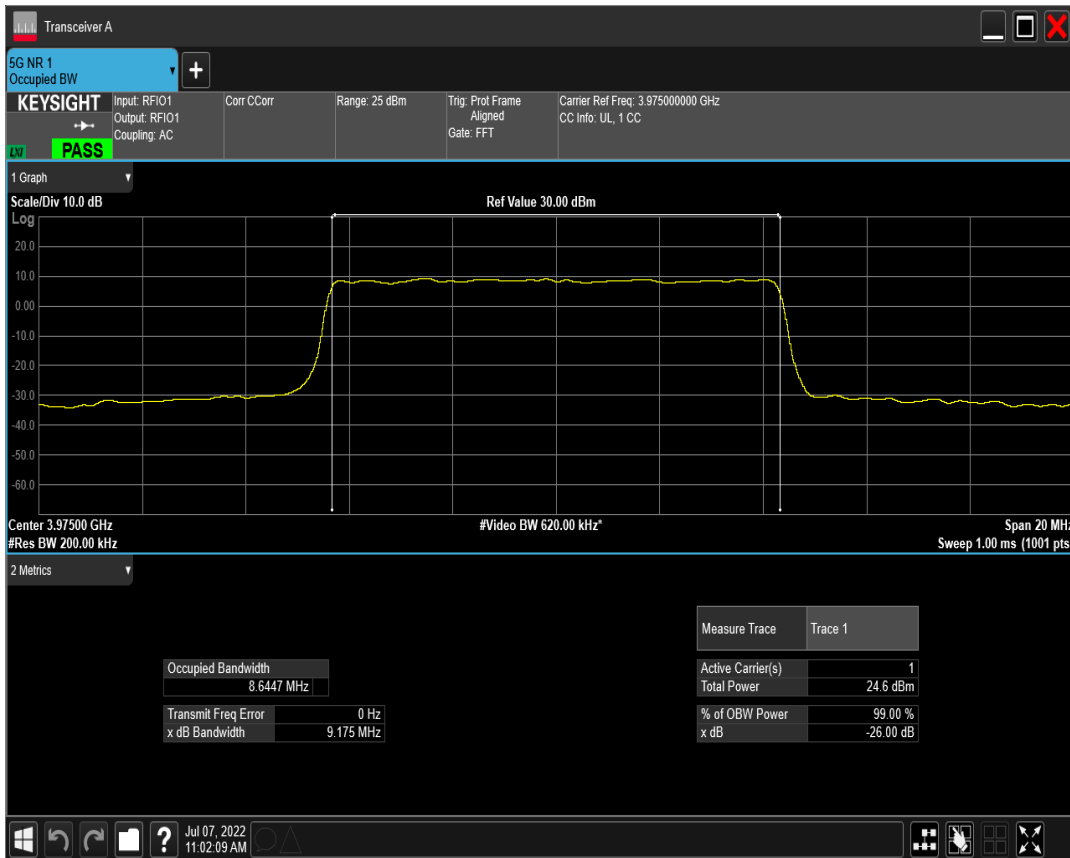 Transceiver A
5G NR 1
Occupied BW
+
KEYSIGHT
LXI
PASS
Input: RFIO1
Output: RFIO1
Coupling: AC
Corr CCorr
Range: 25 dBm
Trig: Prot Frame
Aligned
Gate: FFT
Carrier Ref Freq: 3.975000000 GHz
CC Info: UL, 1 CC
1 Graph
Scale/Div 10.0 dB
Ref Value 30.00 dBm
Log
20.0
10.0
0.00
-10.0
-20.0
-30.0
-40.0
-50.0
-60.0
Center 3.97500 GHz
#Video BW 620.00 kHz*
Span 20 MHz
#Res BW 200.00 kHz
Sweep 1.00 ms (1001 pts
2 Metrics
Measure Trace Trace 1
Occupied Bandwidth
8.6447 MHz
Active Carrier(s) 1
Total Power 24.6 dBm
Transmit Freq Error 0 Hz
x dB Bandwidth 9.175 MHz
% of OBW Power 99.00 %
x dB -26.00 dB
?
Jul 07, 2022
11:02:09 AM